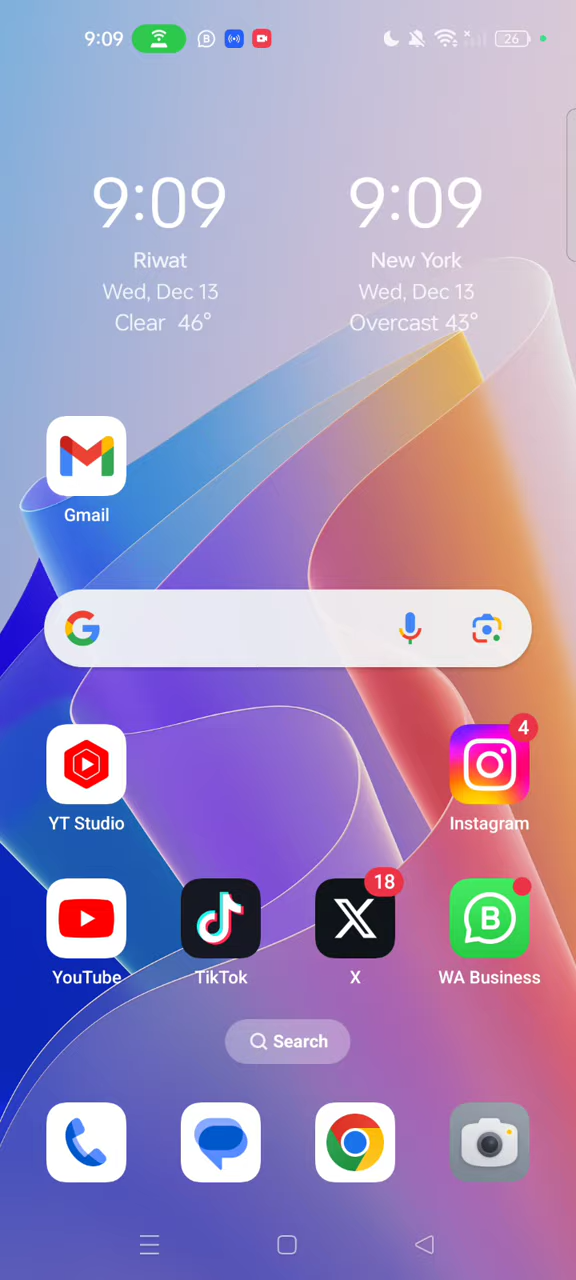 9:09
26
9:09
Riwat
Wed, Dec 13
Clear 46°
9:09
New York
Wed, Dec 13
Overcast 43°
Gmail
4
YT Studio
Instagram
18
YouTube
TikTok
X
WA Business
Search